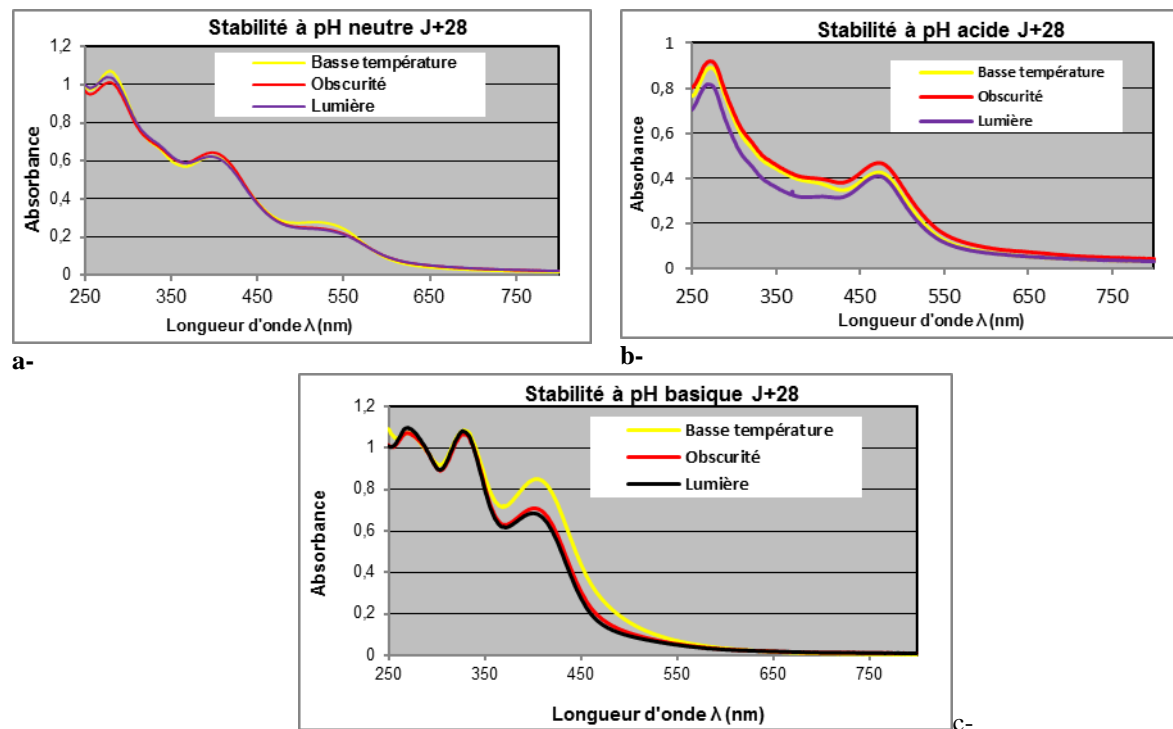 Stabilité à pH neutre J+28
1,2
1
0,8
0,6
0,4
0,2
0
Absorbance
Basse température
Obscurité
Lumière
250 350 450 550 650 750
Longueur d'onde λ (nm)
a-
Stabilité à pH acide J+28
1
0,8
0,6
0,4
0,2
0
Absorbance
Basse température
Obscurité
Lumière
250 350 450 550 650 750
Longueur d'onde λ (nm)
b-
Stabilité à pH basique J+28
1,2
1
0,8
0,6
0,4
0,2
0
Absorbance
Basse température
Obscurité
Lumière
250 350 450 550 650 750
Longueur d'onde λ (nm)
c-